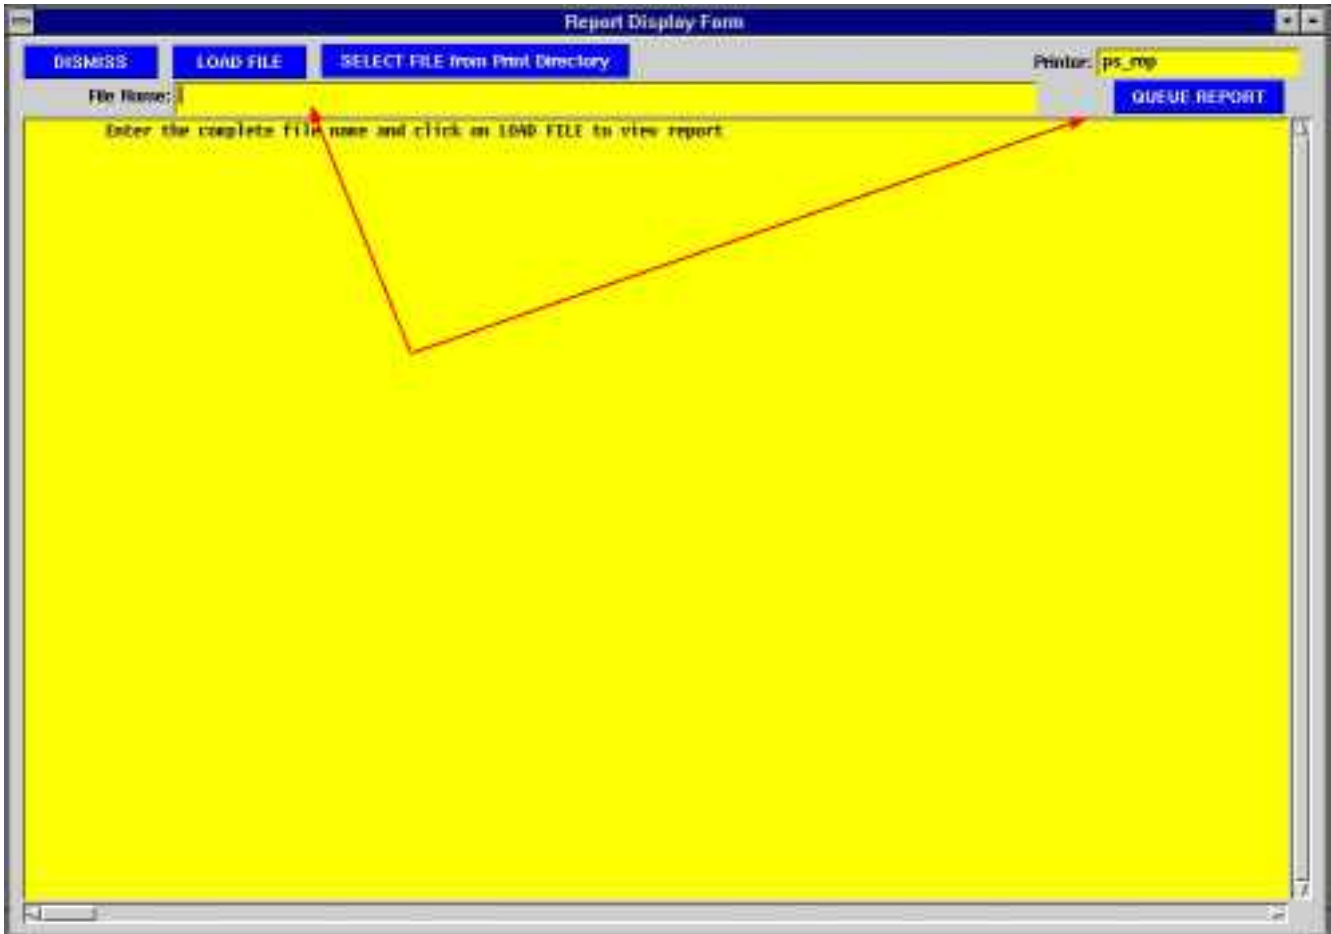 Report Display Form
DISMISS LOAD FILE SELECT FILE from Print Directory Printer: ps_rep
File Name: QUEUE REPORT
Enter the complete file name and click on LOAD FILE to view report